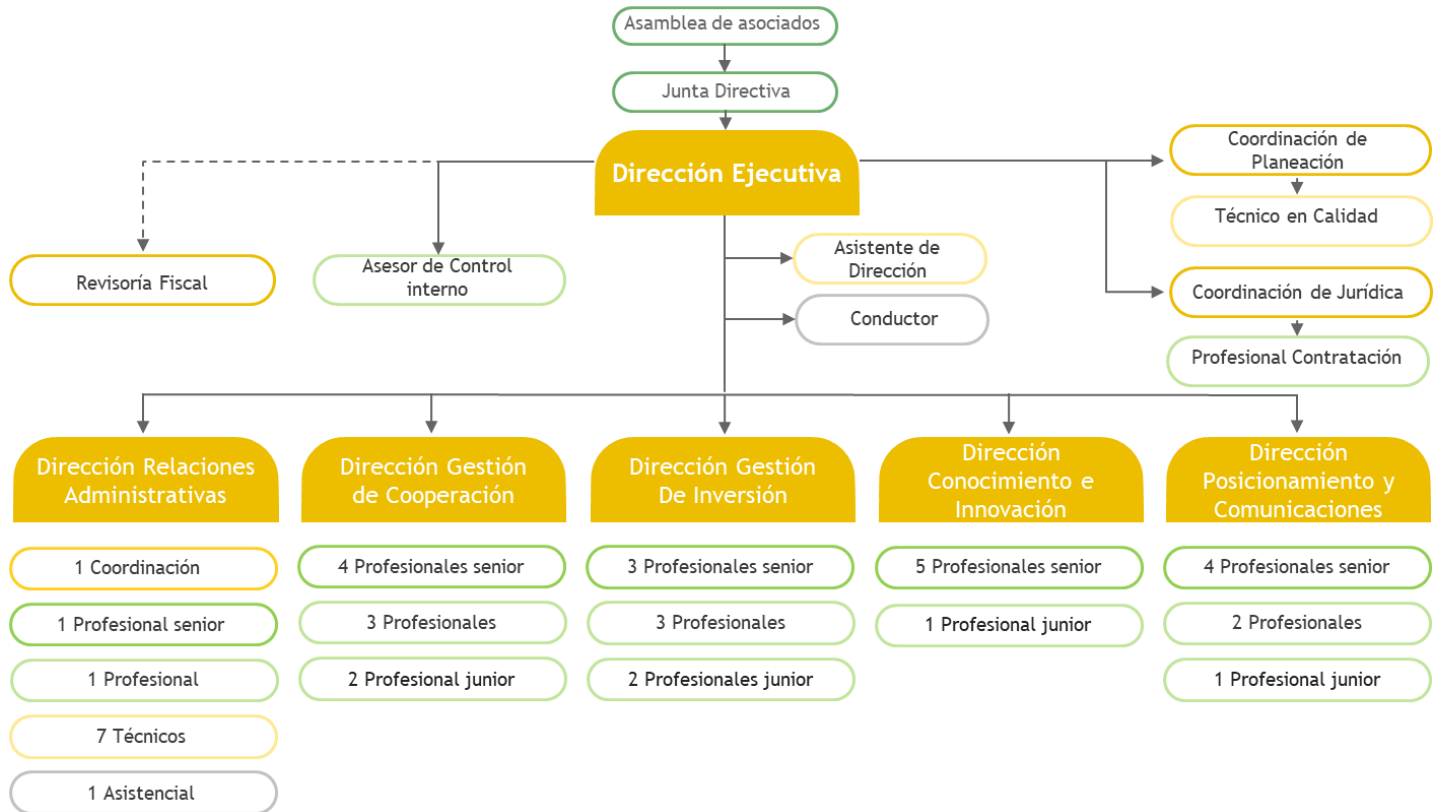 Asamblea de asociados
Junta Directiva
Dirección Ejecutiva
Coordinación de
Planeación
Técnico en Calidad
Revisoría Fiscal
Asesor de Control
interno
Asistente de
Dirección
Conductor
Coordinación de Jurídica
Profesional Contratación
Dirección Relaciones
Administrativas
1 Coordinación
1 Profesional senior
1 Profesional
7 Técnicos
1 Asistencial
Dirección Gestión
de Cooperación
4 Profesionales senior
3 Profesionales
2 Profesional junior
Dirección Gestión
De Inversión
3 Profesionales senior
3 Profesionales
2 Profesionales junior
Dirección
Conocimiento e
Innovación
5 Profesionales senior
1 Profesional junior
Dirección
Posicionamiento y
Comunicaciones
4 Profesionales senior
2 Profesionales
1 Profesional junior